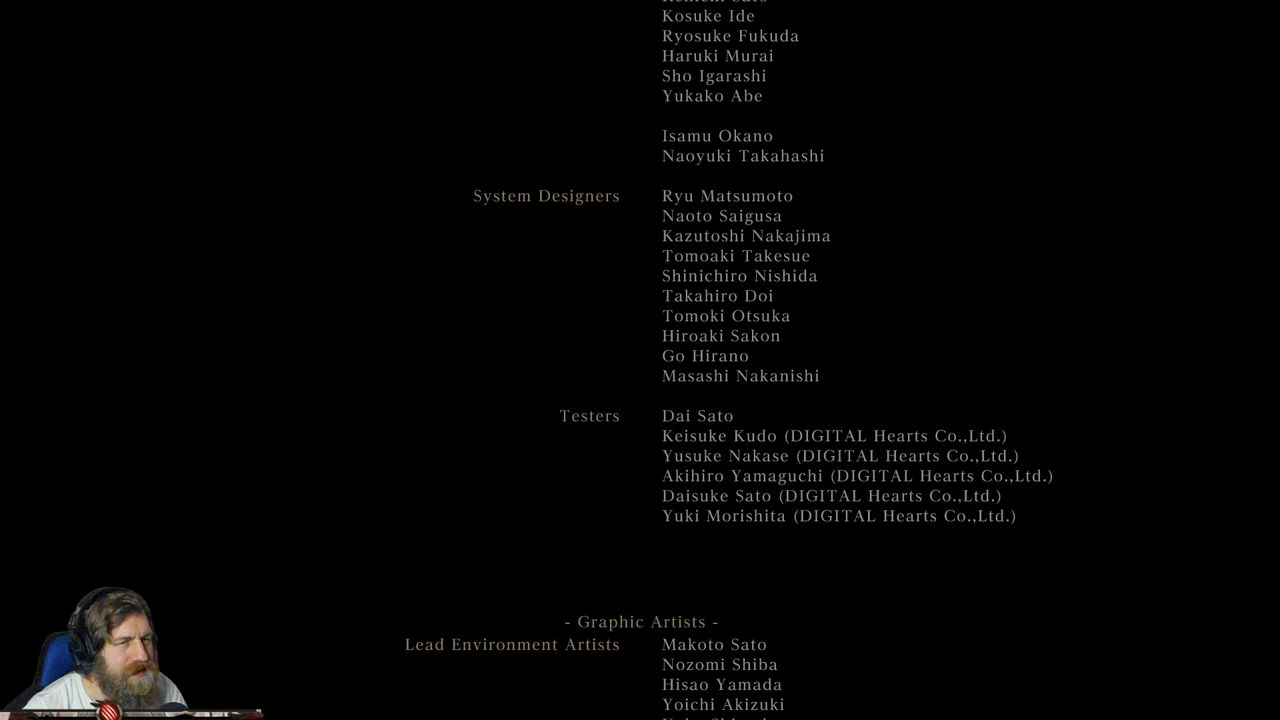 Kosuke Ide
Ryosuke Fukuda
Haruki Murai
Sho Igarashi
Yukako Abe
Isamu Okano
Naoyuki Takahashi
System Designers Ryu Matsumoto
Naoto Saigusa
Kazutoshi Nakajima
Tomoaki Takesue
Shinichiro Nishida
Takahiro Doi
Tomoki Otsuka
Hiroaki Sakon
Go Hirano
Masashi Nakanishi
Testers Dai Sato
Keisuke Kudo (DIGITAL Hearts Co.,Ltd.)
Yusuke Nakase (DIGITAL Hearts Co.,Ltd.)
Akihiro Yamaguchi (DIGITAL Hearts Co.,Ltd.)
Daisuke Sato (DIGITAL Hearts Co.,Ltd.)
Yuki Morishita (DIGITAL Hearts Co.,Ltd.)
- Graphic Artists -
Lead Environment Artists Makoto Sato
Nozomi Shiba
Hisao Yamada
Yoichi Akizuki